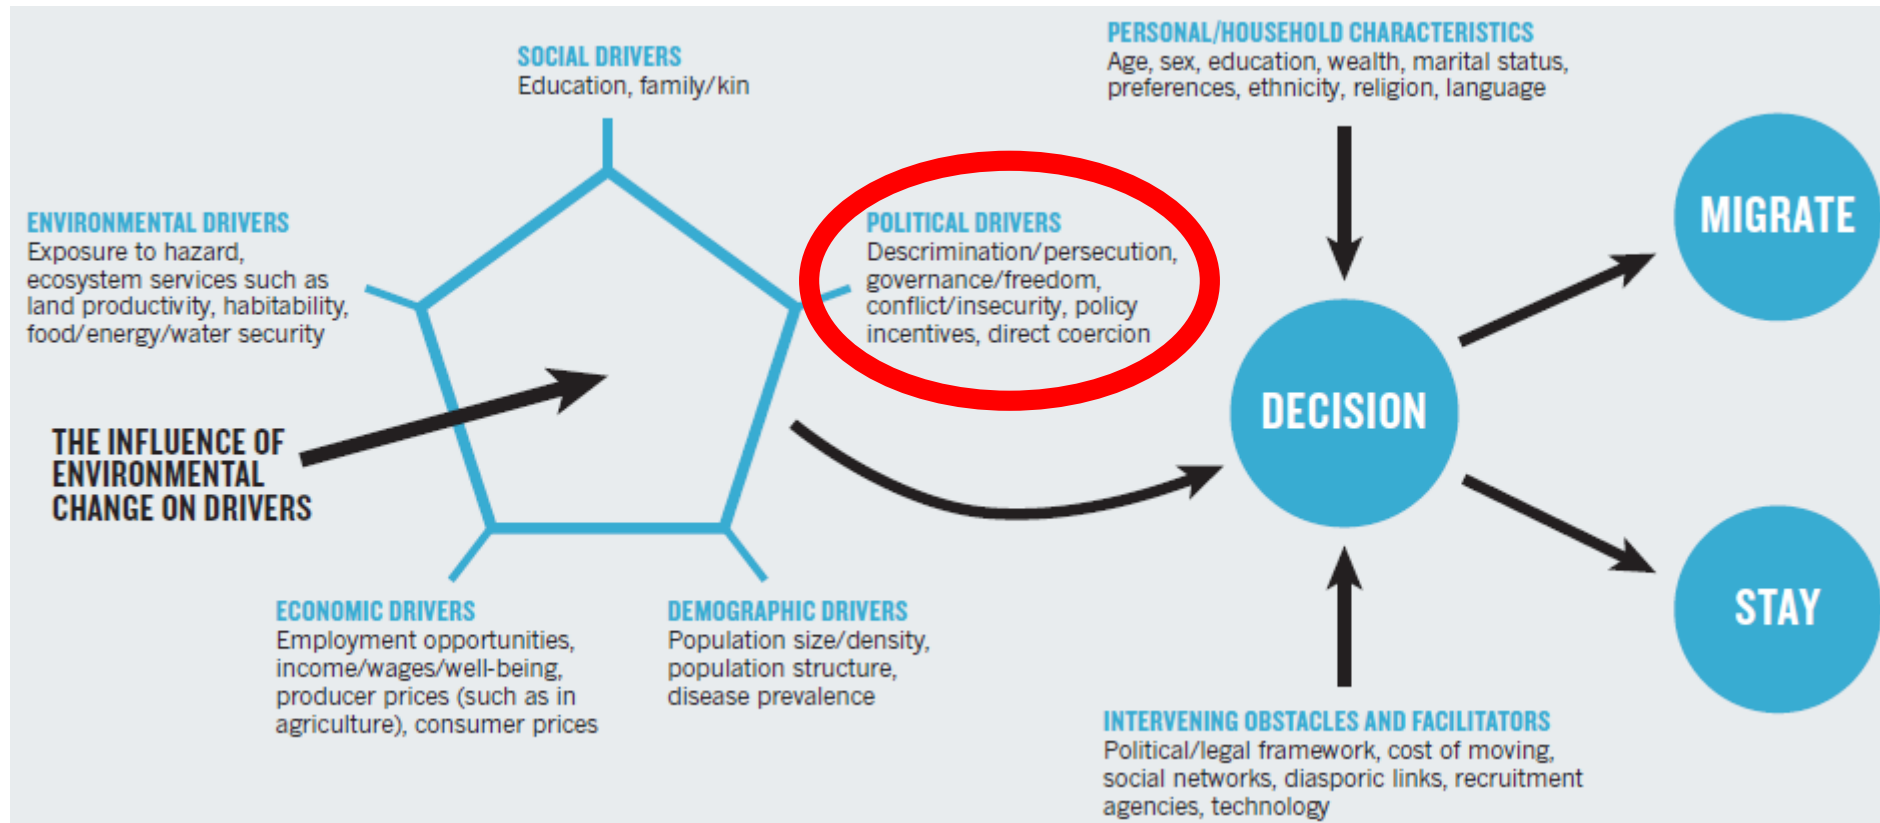 SOCIAL DRIVERS
Education, family/kin
ENVIRONMENTAL DRIVERS
Exposure to hazard,
ecosystem services such as
land productivity, habitability,
food/energy/water security
POLITICAL DRIVERS
Descrimination/persecution,
governance/freedom,
conflict/insecurity, policy
incentives, direct coercion
THE INFLUENCE OF
ENVIRONMENTAL
CHANGE ON DRIVERS
ECONOMIC DRIVERS
Employment opportunities,
income/wages/well-being,
producer prices (such as in
agriculture), consumer prices
DEMOGRAPHIC DRIVERS
Population size/density,
population structure,
disease prevalence
PERSONAL/HOUSEHOLD CHARACTERISTICS
Age, sex, education, wealth, marital status,
preferences, ethnicity, religion, language
DECISION
INTERVENING OBSTACLES AND FACILITATORS
Political/legal framework, cost of moving,
social networks, diasporic links, recruitment
agencies, technology
MIGRATE
STAY